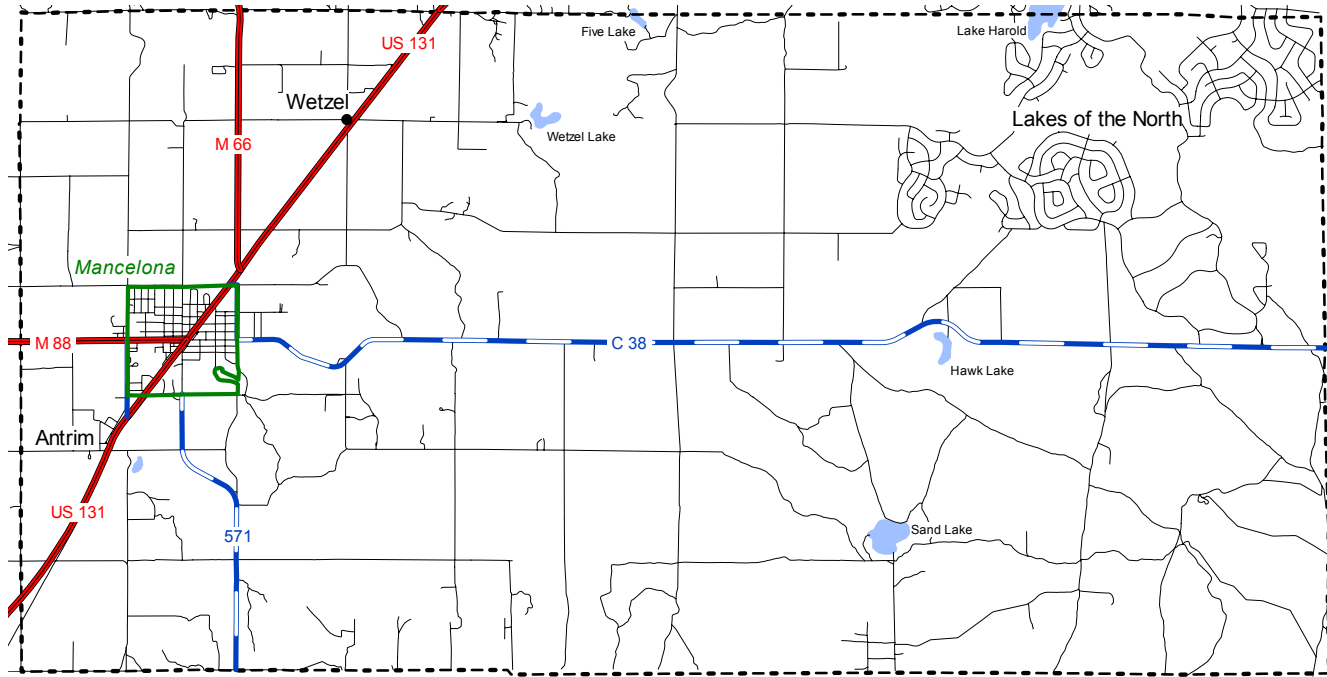 Five Lake
Lake Harold
US 131
Wetzel
Lakes of the North
Wetzel Lake
M 66
Mancelona
M 88
C 38
Hawk Lake
Antrim
US 131
Sand Lake
571